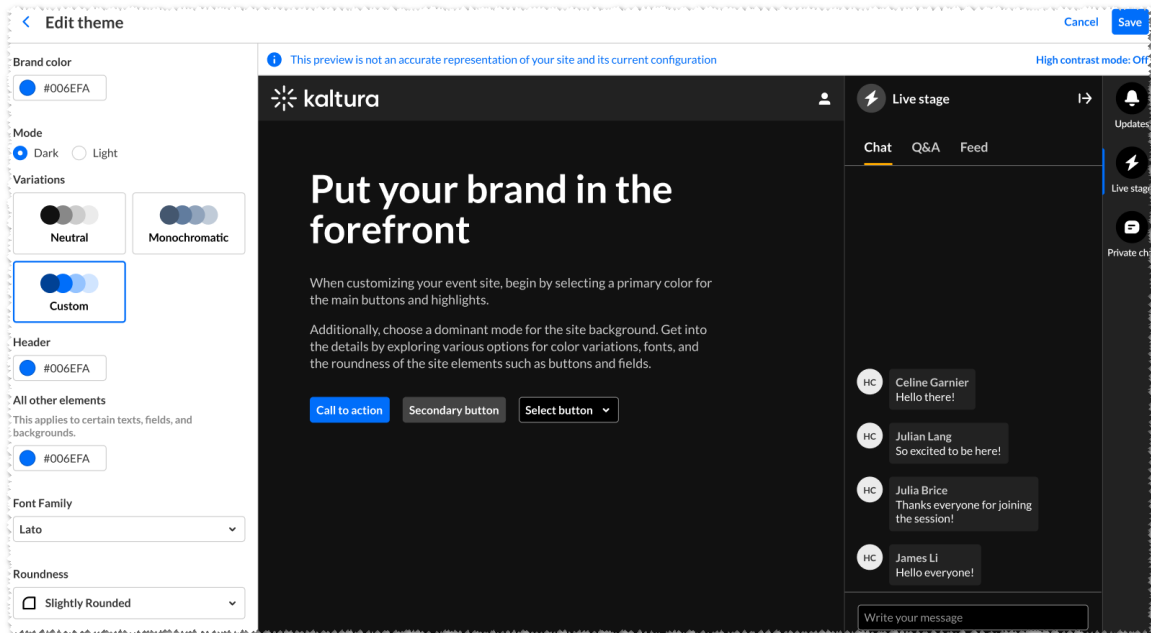 Edit theme
Cancel
Save
Brand color
#006EFA
Mode
Dark
Light
Variations
Neutral
Monochromatic
Custom
Header
#006EFA
All other elements
This applies to certain texts, fields, and
backgrounds.
#006EFA
Font Family
Lato
Roundness
Slightly Rounded
This preview is not an accurate representation of your site and its current configuration
High contrast mode: Off
kaltura
Put your brand in the
forefront
When customizing your event site, begin by selecting a primary color for
the main buttons and highlights.
Additionally, choose a dominant mode for the site background. Get into
the details by exploring various options for color variations, fonts, and
the roundness of the site elements such as buttons and fields.
Call to action
Secondary button
Select button
Live stage
Chat
Q&A
Feed
HC
Celine Garnier
Hello there!
HC
Julian Lang
So excited to be here!
HC
Julia Brice
Thanks everyone for joining
the session!
HC
James Li
Hello everyone!
Write your message
Updates
Live stage
Private ch